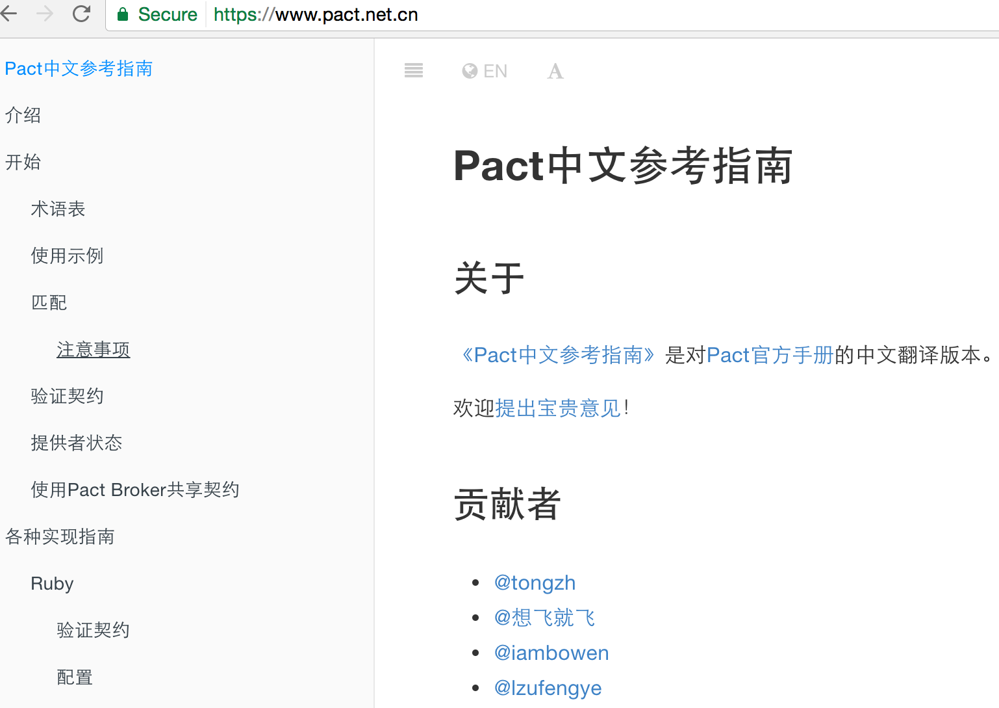 Secure https://www.pact.net.cn
Pact中文参考指南
介绍
开始
术语表
使用示例
匹配
注意事项
验证契约
提供者状态
使用Pact Broker共享契约
各种实现指南
Ruby
验证契约
配置
EN A
Pact中文参考指南
关于
《Pact中文参考指南》是对Pact官方手册的中文翻译版本。
欢迎提出宝贵意见！
贡献者
@tongzh
@想飞就飞
@iambowen
@lzufengye